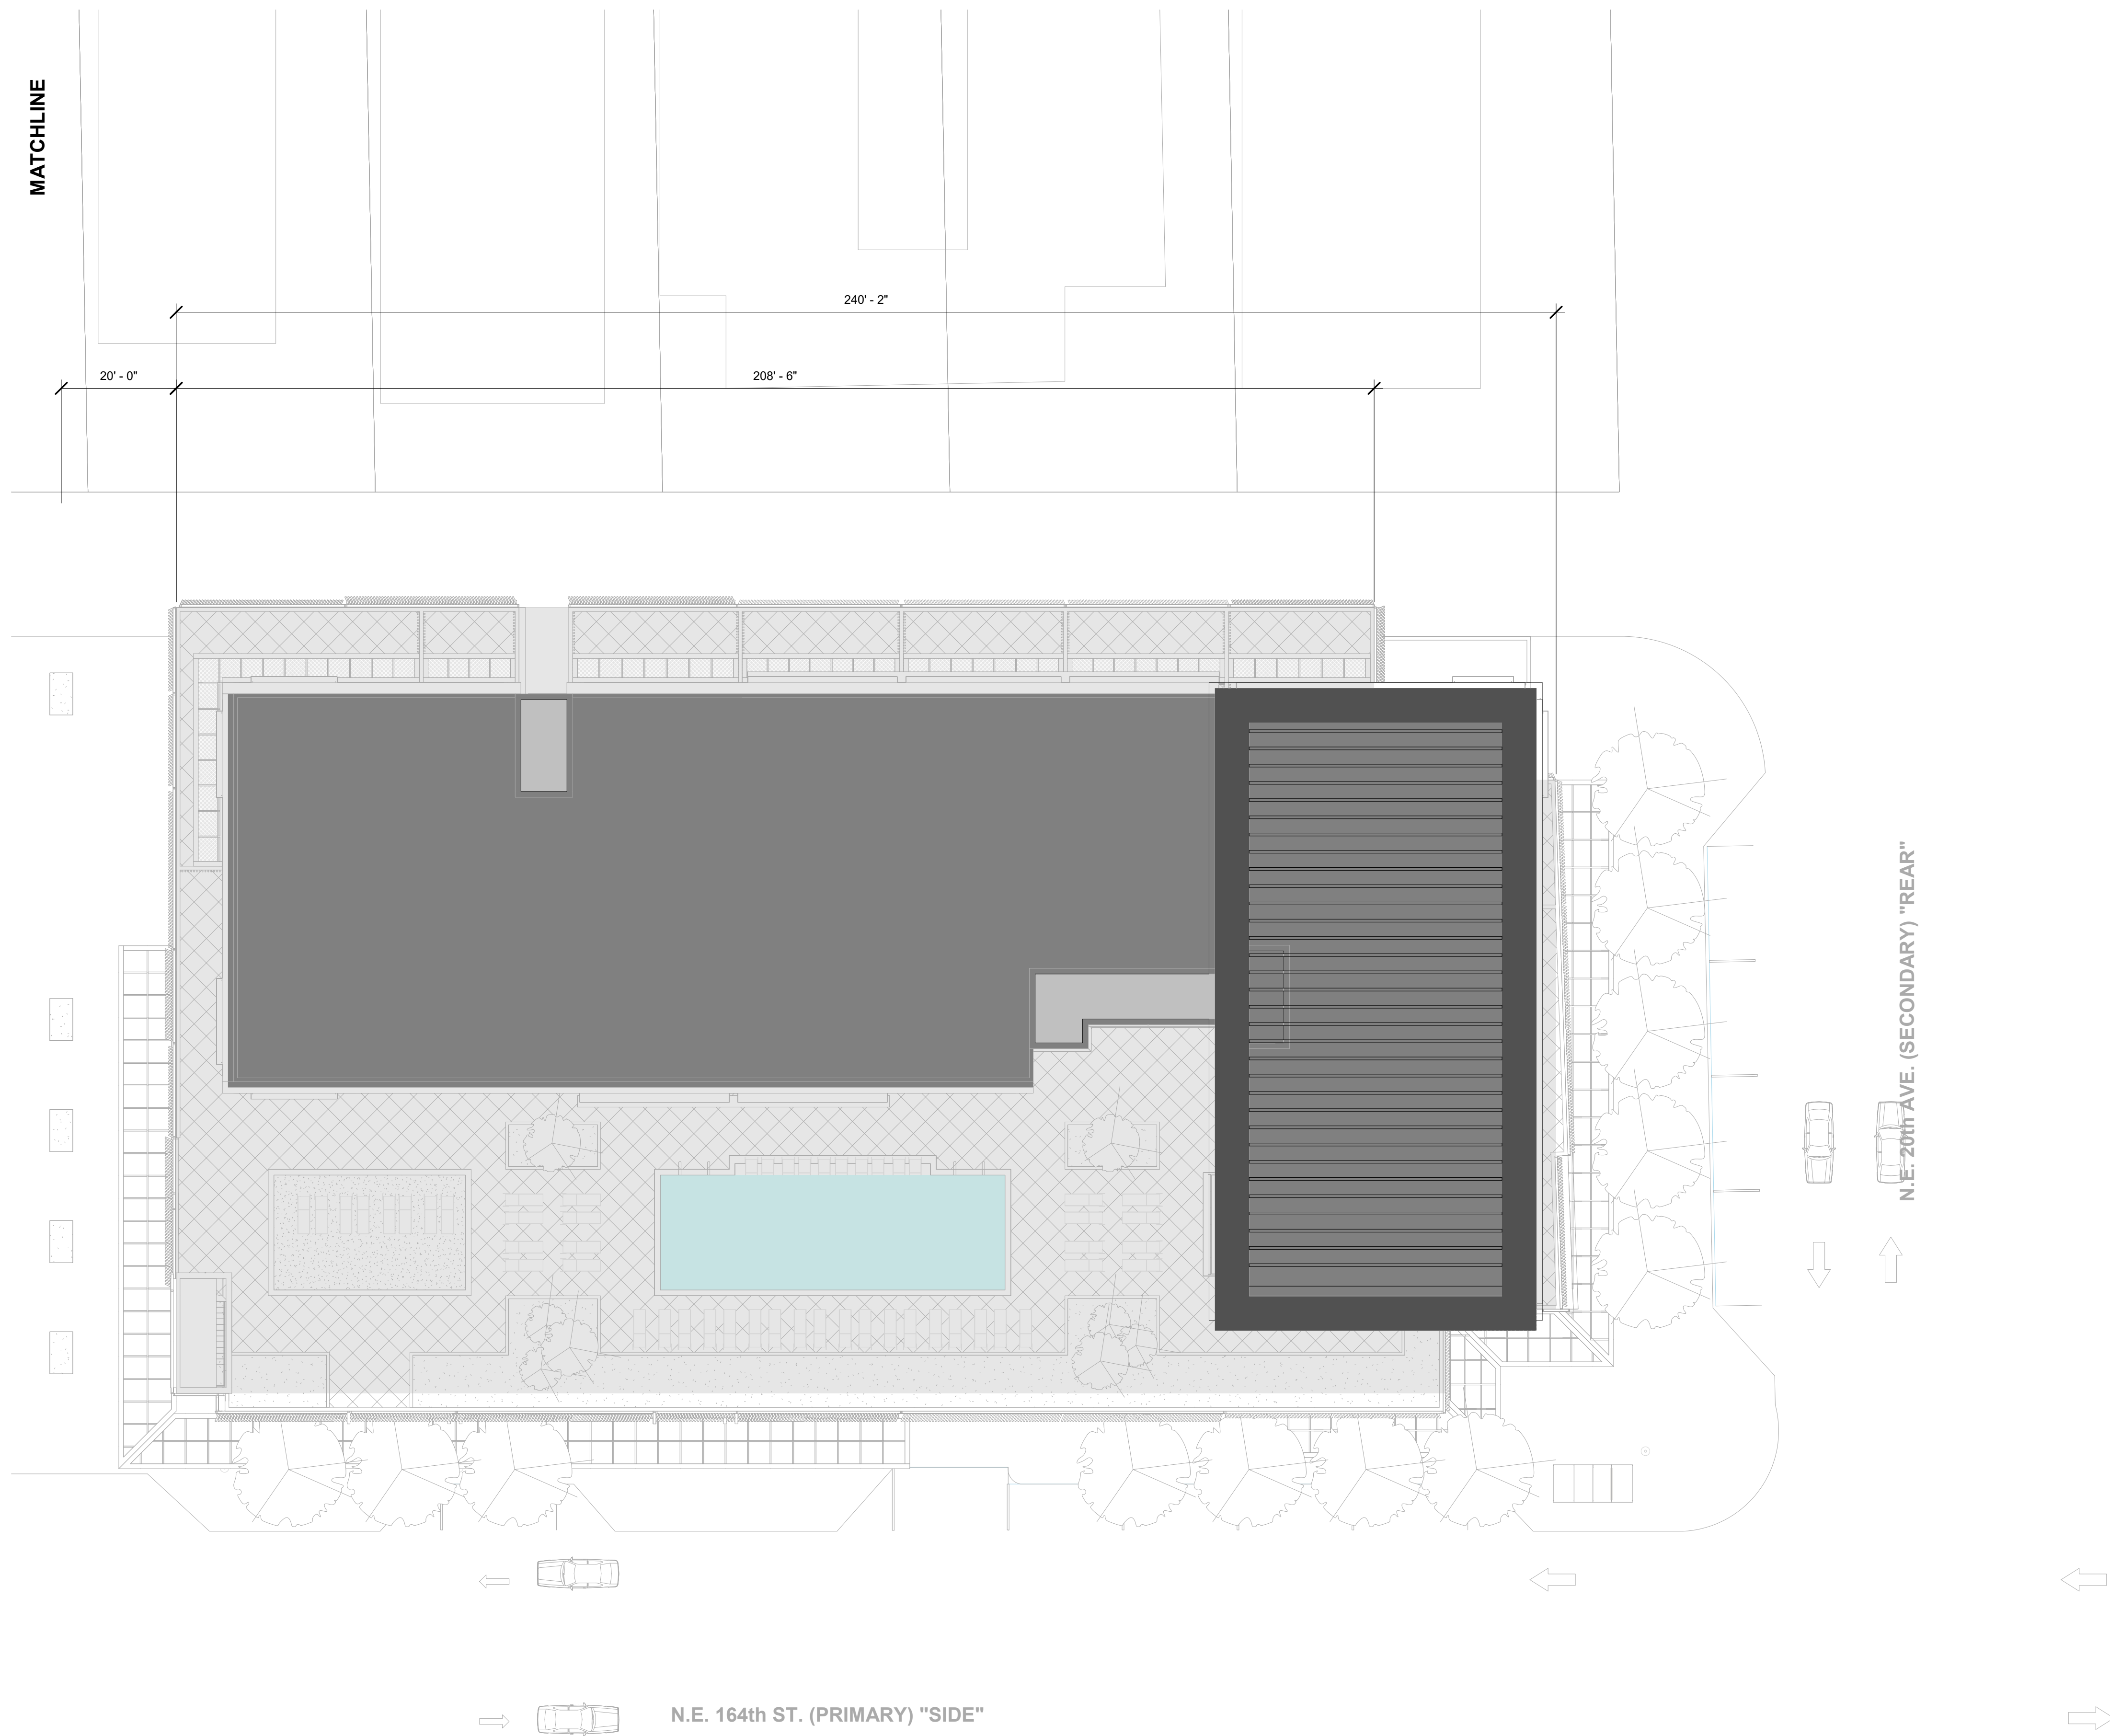 MATCHLINE
240' - 2"
20' - 0"
208' - 6"
N.E. 20th AVE. (SECONDARY) "REAR"
N.E. 164th ST. (PRIMARY) "SIDE"